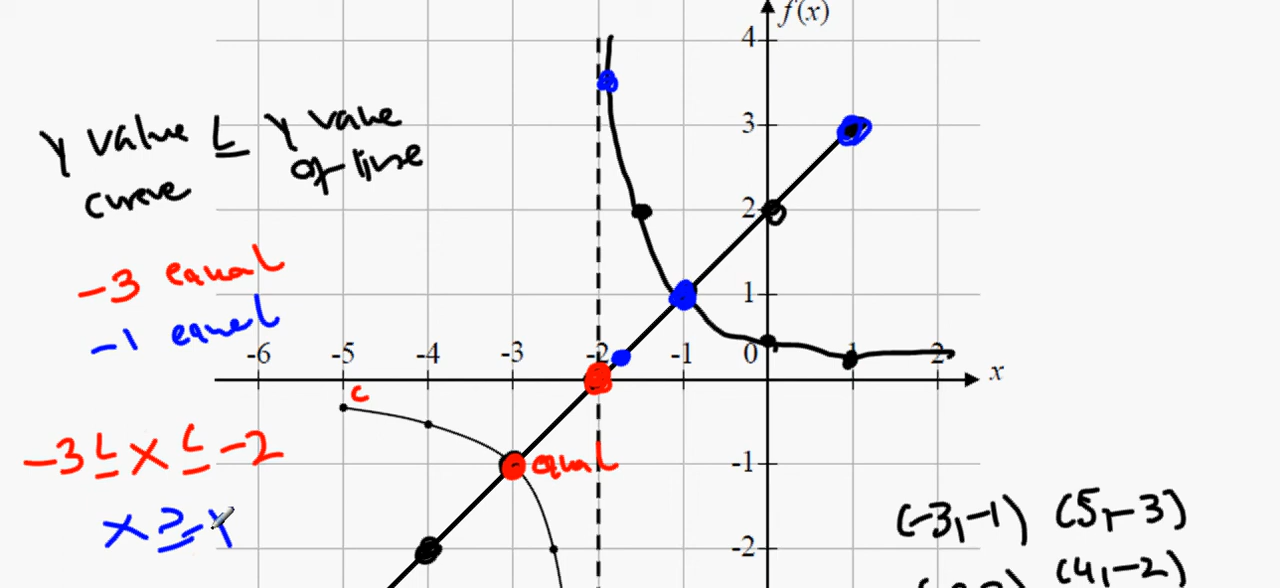 f(x)
4
3
2
1
-6 -5 -4 -3 -2 -1 0 1 2 x
-1
-2
Y value ≤ Y value
curve of line
-3 equal
-1 equal
c
equal
-3 ≤ x ≤ -2
x ≥ -1
(-3,-1) (5,-3)
(4,-2)